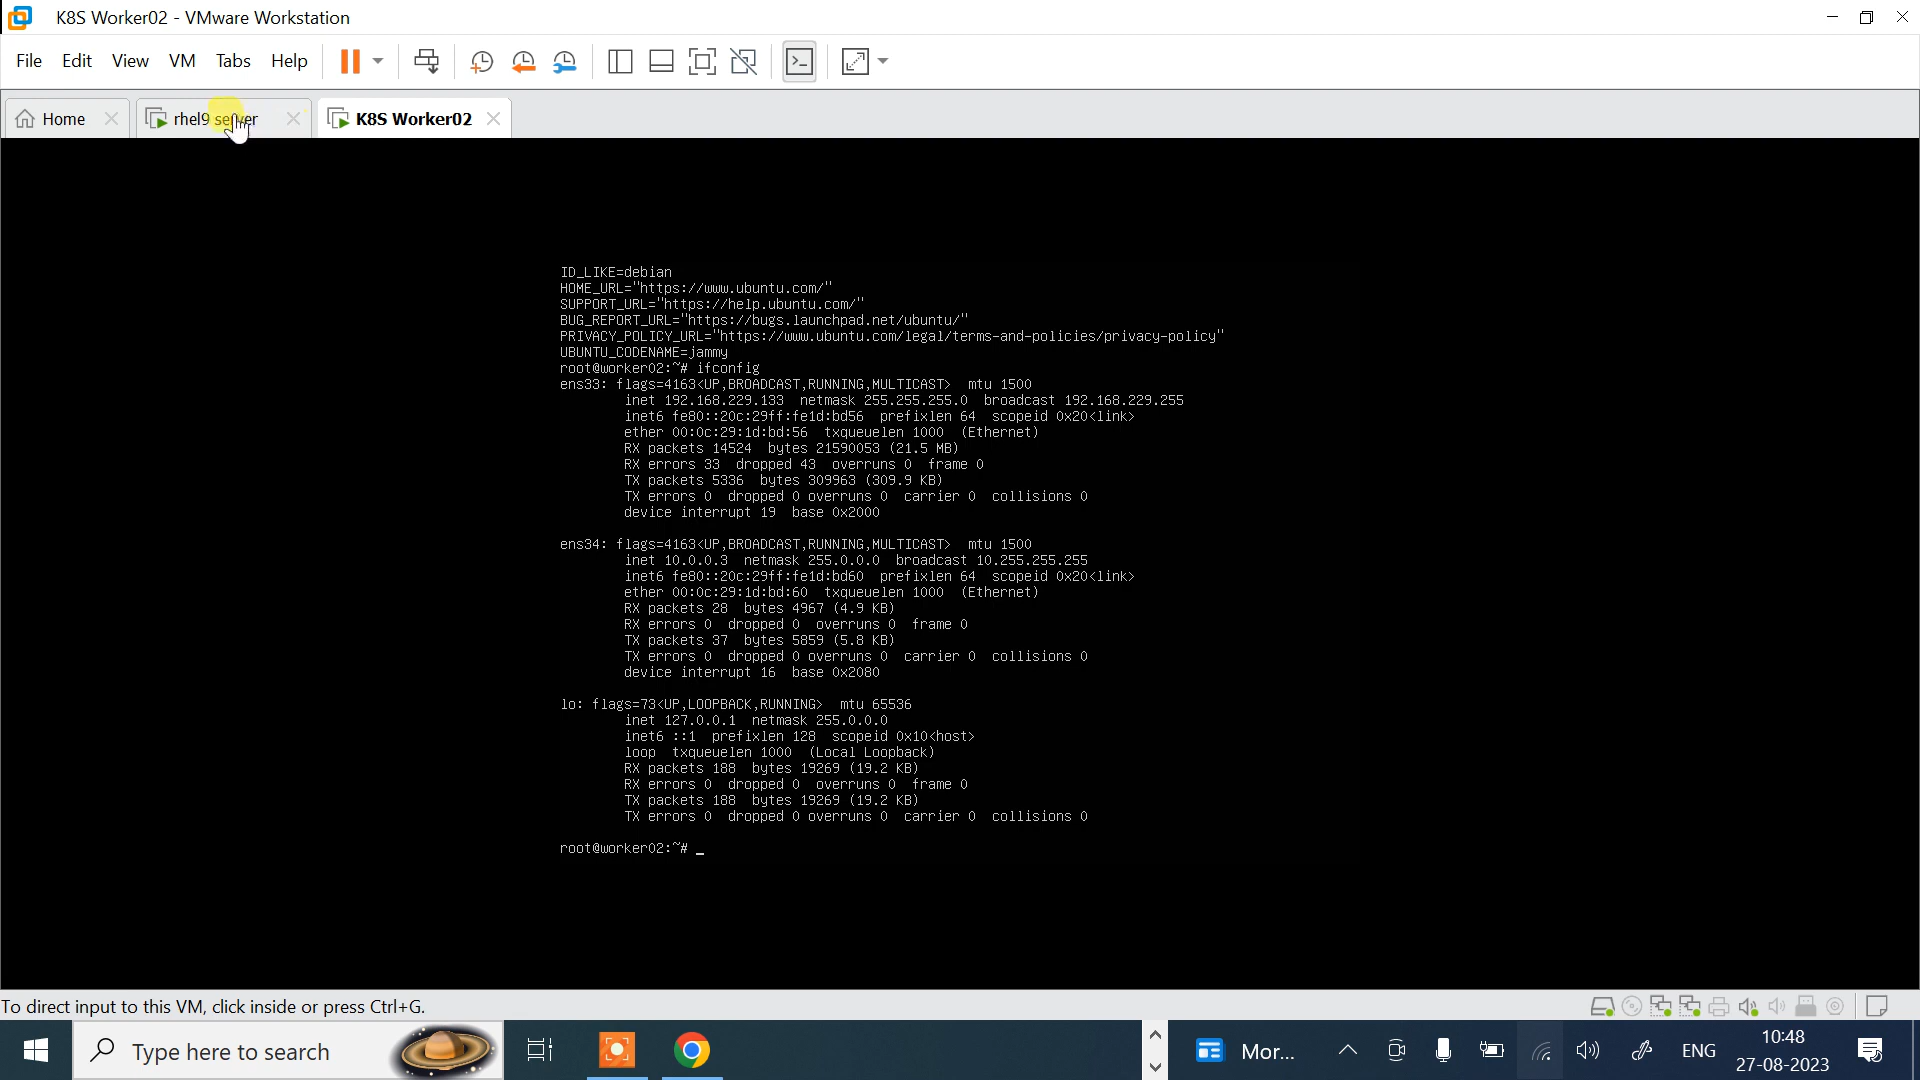 K8S Worker02 - VMware Workstation
File Edit View VM Tabs Help
Home rhel9 server K8S Worker02
ID_LIKE=debian
HOME_URL="https://www.ubuntu.com/"
SUPPORT_URL="https://help.ubuntu.com/"
BUG_REPORT_URL="https://bugs.launchpad.net/ubuntu/"
PRIVACY_POLICY_URL="https://www.ubuntu.com/legal/terms-and-policies/privacy-policy"
UBUNTU_CODENAME=jammy
root@worker02:~# ifconfig
ens33: flags=4163<UP,BROADCAST,RUNNING,MULTICAST>  mtu 1500
inet 192.168.229.133  netmask 255.255.255.0  broadcast 192.168.229.255
inet6 fe80::20c:29ff:fe1d:bd56  prefixlen 64  scopeid 0x20<link>
ether 00:0c:29:1d:bd:56  txqueuelen 1000  (Ethernet)
RX packets 14524  bytes 21590053 (21.5 MB)
RX errors 33  dropped 43  overruns 0  frame 0
TX packets 5336  bytes 309963 (309.9 KB)
TX errors 0  dropped 0 overruns 0  carrier 0  collisions 0
device interrupt 19  base 0x2000
ens34: flags=4163<UP,BROADCAST,RUNNING,MULTICAST>  mtu 1500
inet 10.0.0.3  netmask 255.0.0.0  broadcast 10.255.255.255
inet6 fe80::20c:29ff:fe1d:bd60  prefixlen 64  scopeid 0x20<link>
ether 00:0c:29:1d:bd:60  txqueuelen 1000  (Ethernet)
RX packets 28  bytes 4967 (4.9 KB)
RX errors 0  dropped 0  overruns 0  frame 0
TX packets 37  bytes 5859 (5.8 KB)
TX errors 0  dropped 0 overruns 0  carrier 0  collisions 0
device interrupt 16  base 0x2080
lo: flags=73<UP,LOOPBACK,RUNNING>  mtu 65536
inet 127.0.0.1  netmask 255.0.0.0
inet6 ::1  prefixlen 128  scopeid 0x10<host>
loop  txqueuelen 1000  (Local Loopback)
RX packets 188  bytes 19269 (19.2 KB)
RX errors 0  dropped 0  overruns 0  frame 0
TX packets 188  bytes 19269 (19.2 KB)
TX errors 0  dropped 0 overruns 0  carrier 0  collisions 0
root@worker02:~# _
To direct input to this VM, click inside or press Ctrl+G.
Type here to search
Mor...
ENG
10:48
27-08-2023